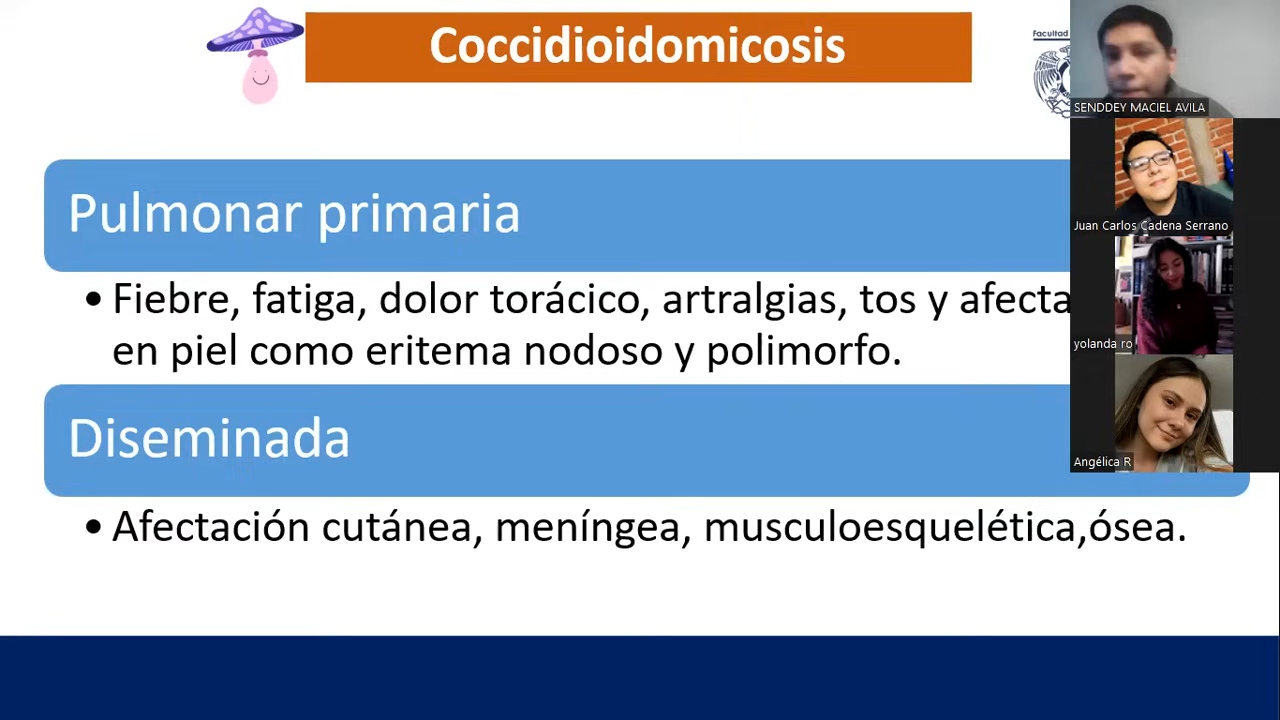 Coccidioidomicosis
Facultad
SENDDEY MACIEL AVILA
Juan Carlos Cadena Serrano
yolanda ro
Angélica R
Pulmonar primaria
• Fiebre, fatiga, dolor torácico, artralgias, tos y afecta
en piel como eritema nodoso y polimorfo.
Diseminada
• Afectación cutánea, meníngea, musculoesquelética,ósea.